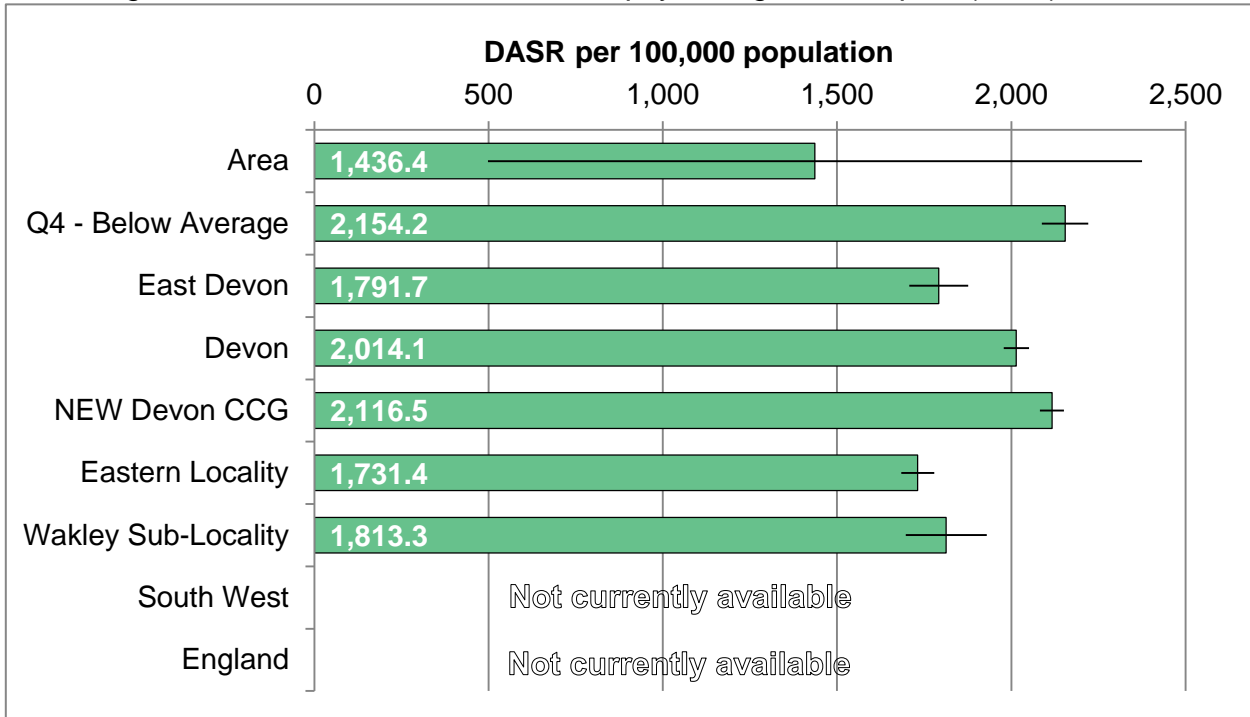 DASR per 100,000 population
0 500 1,000 1,500 2,000 2,500
Area 1,436.4
Q4 - Below Average 2,154.2
East Devon 1,791.7
Devon 2,014.1
NEW Devon CCG 2,116.5
Eastern Locality 1,731.4
Wakley Sub-Locality 1,813.3
South West Not currently available
England Not currently available